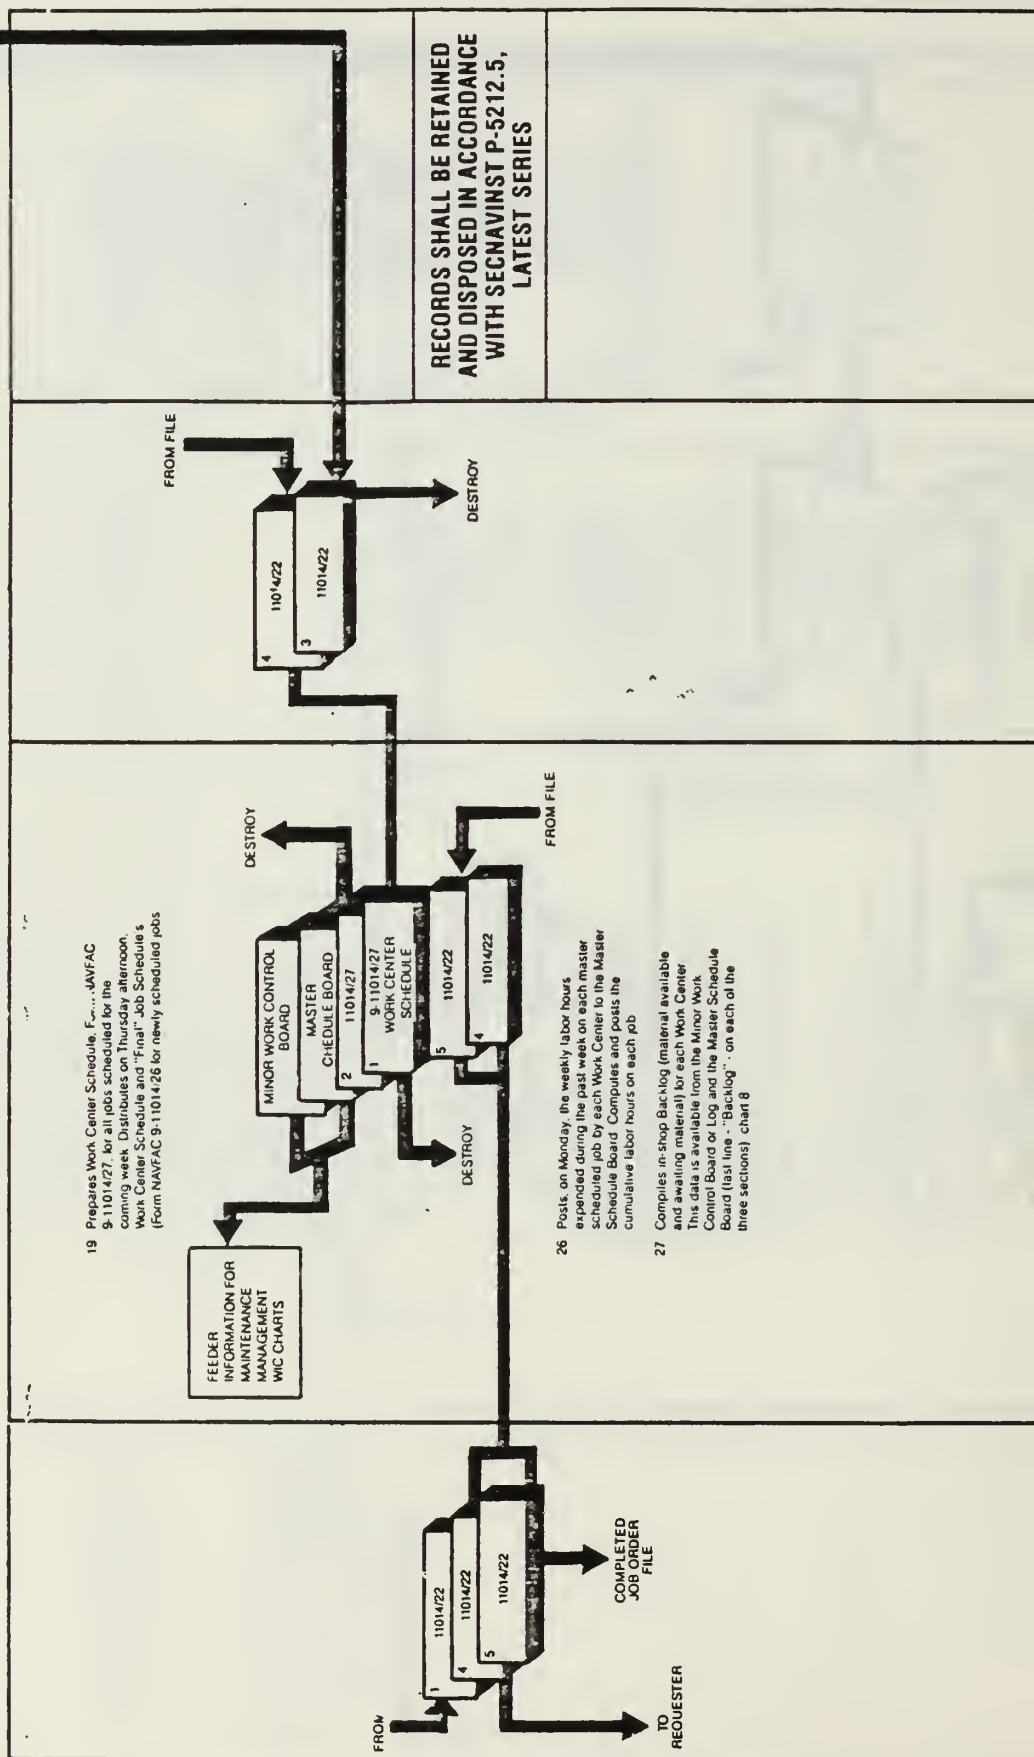 FROM
1
11014/22
4
11014/22
5
11014/22
TO
REQUESTER
COMPLETED
JOB ORDER
FILE
19 Prepares Work Center Schedule, NAVFAC
9-11014/27, for all jobs scheduled for the
coming week. Distributes on Thursday afternoon.
Work Center Schedule and "Final" Job Schedule's
(Form NAVFAC 9-11014/26 for newly scheduled jobs
FEEDER
INFORMATION FOR
MAINTENANCE
MANAGEMENT
WIC CHARTS
DESTROY
MINOR WORK CONTROL
BOARD
MASTER
CHEDULE BOARD
2
11014/27
1
9-11014/27
WORK CENTER
SCHEDULE
5
11014/22
4
11014/22
DESTROY
FROM FILE
26 Posts, on Monday, the weekly labor hours
expended during the past week on each master
scheduled job by each Work Center to the Master
Schedule Board Computes and posts the
cumulative labor hours on each job
27 Compiles in-shop Backlog (material available
and awaiting material) for each Work Center
This data is available from the Minor Work
Control Board or Log and the Master Schedule
Board (last line - "Backlog" - on each of the
three sections) chart 8
FROM FILE
4
11014/22
3
11014/22
DESTROY
RECORDS SHALL BE RETAINED
AND DISPOSED IN ACCORDANCE
WITH SECNAVINST P-5212.5,
LATEST SERIES